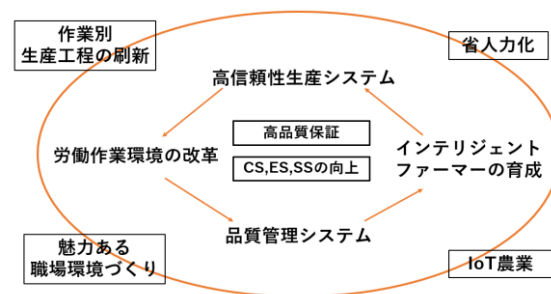 作業別
生産工程の刷新
省人力化
高信頼性生産システム
高品質保証
労働作業環境の改革
インテリジェント
ファーマーの育成
CS,ES,SSの向上
品質管理システム
魅力ある
職場環境づくり
IoT農業